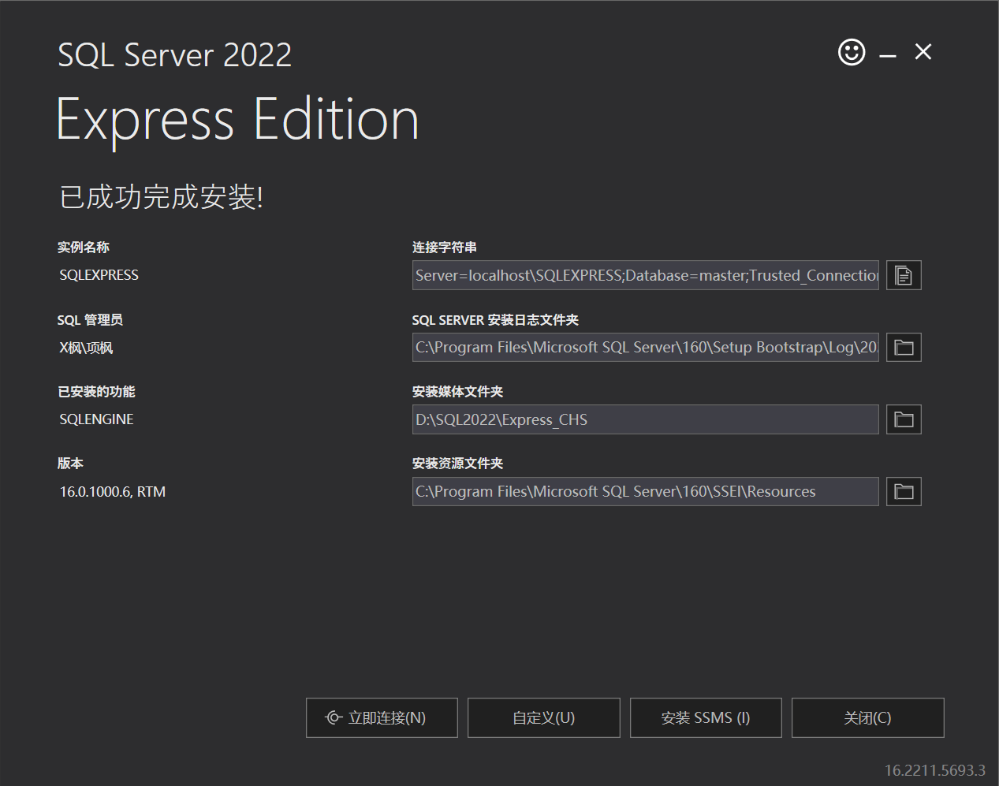 SQL Server 2022
Express Edition
已成功完成安装!
实例名称
SQLEXPRESS
连接字符串
Server=localhost\SQLEXPRESS;Database=master;Trusted_Connection
SQL 管理员
X枫\项枫
SQL SERVER 安装日志文件夹
C:\Program Files\Microsoft SQL Server\160\Setup Bootstrap\Log\20
已安装的功能
SQLENGINE
安装媒体文件夹
D:\SQL2022\Express_CHS
版本
16.0.1000.6, RTM
安装资源文件夹
C:\Program Files\Microsoft SQL Server\160\SSEI\Resources
立即连接(N)
自定义(U)
安装 SSMS (I)
关闭(C)
16.2211.5693.3